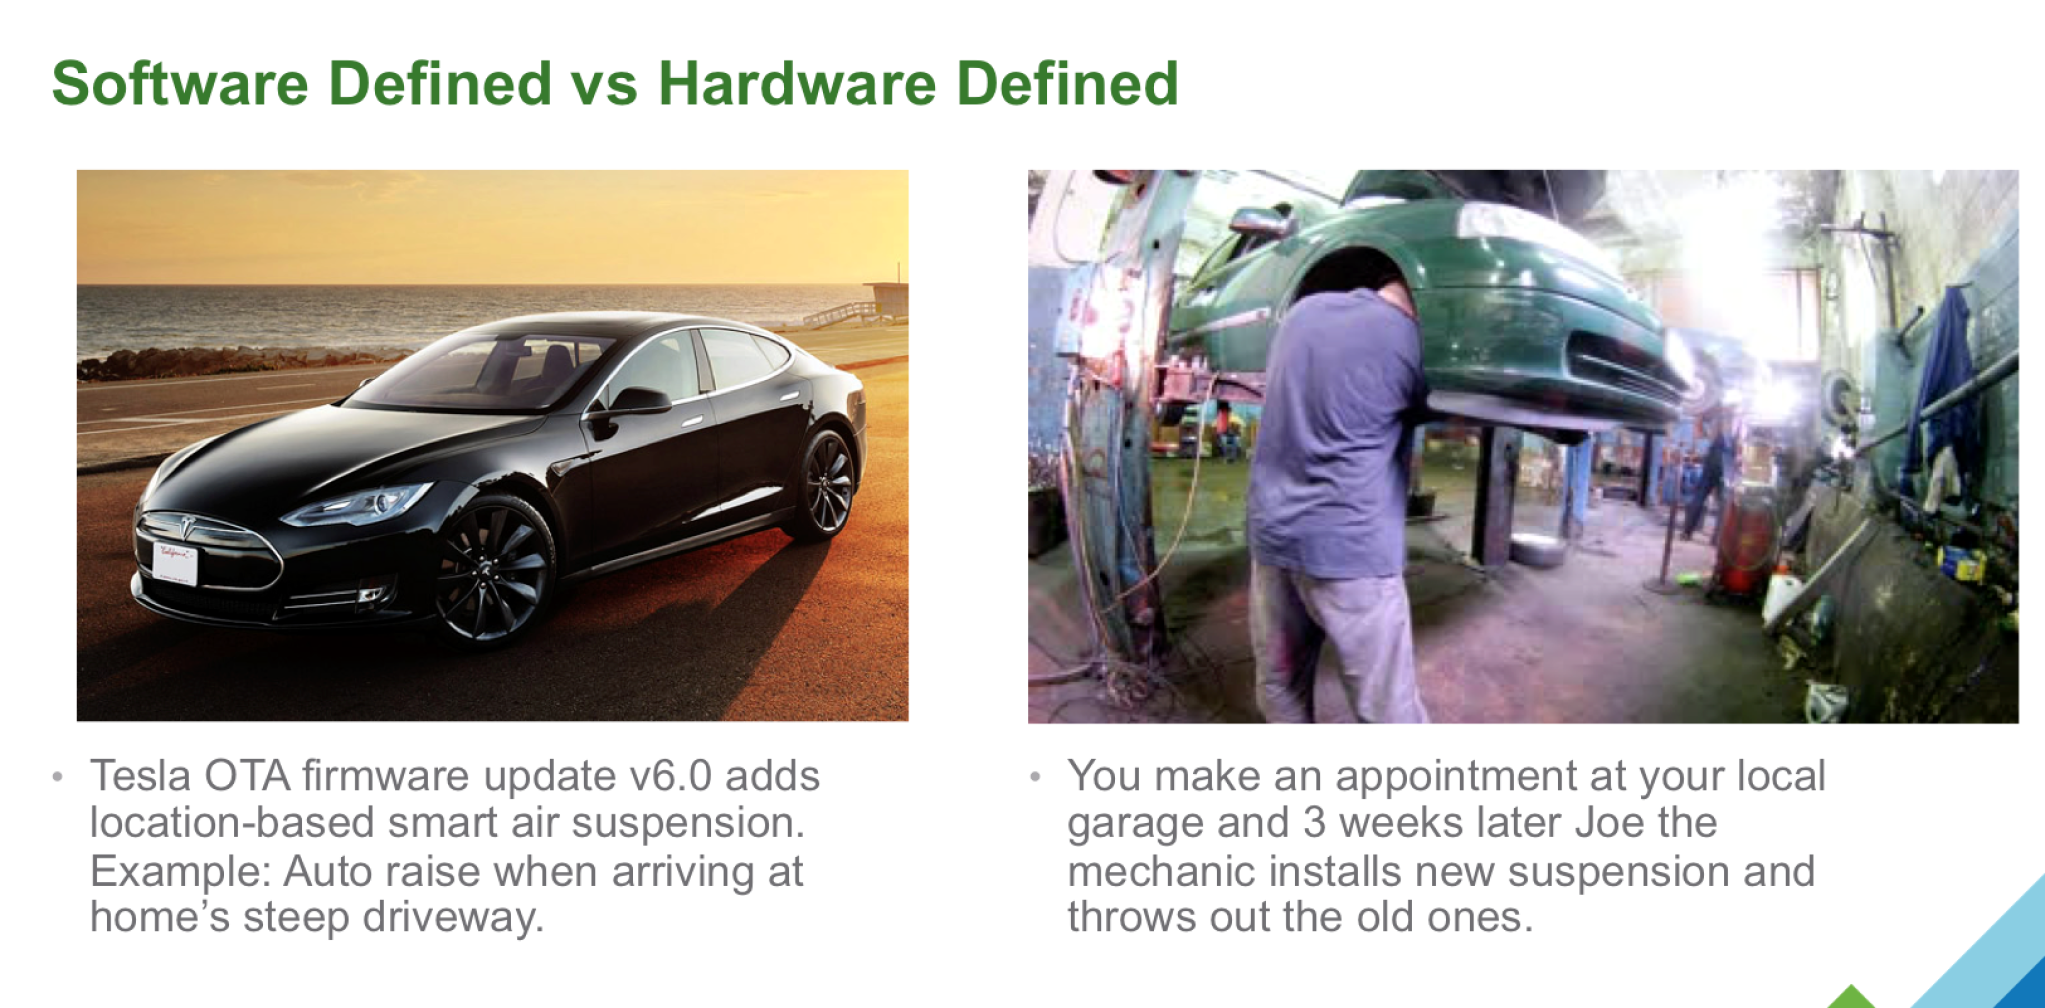 Software Defined vs Hardware Defined
• Tesla OTA firmware update v6.0 adds
location-based smart air suspension.
Example: Auto raise when arriving at
home’s steep driveway.
• You make an appointment at your local
garage and 3 weeks later Joe the
mechanic installs new suspension and
throws out the old ones.